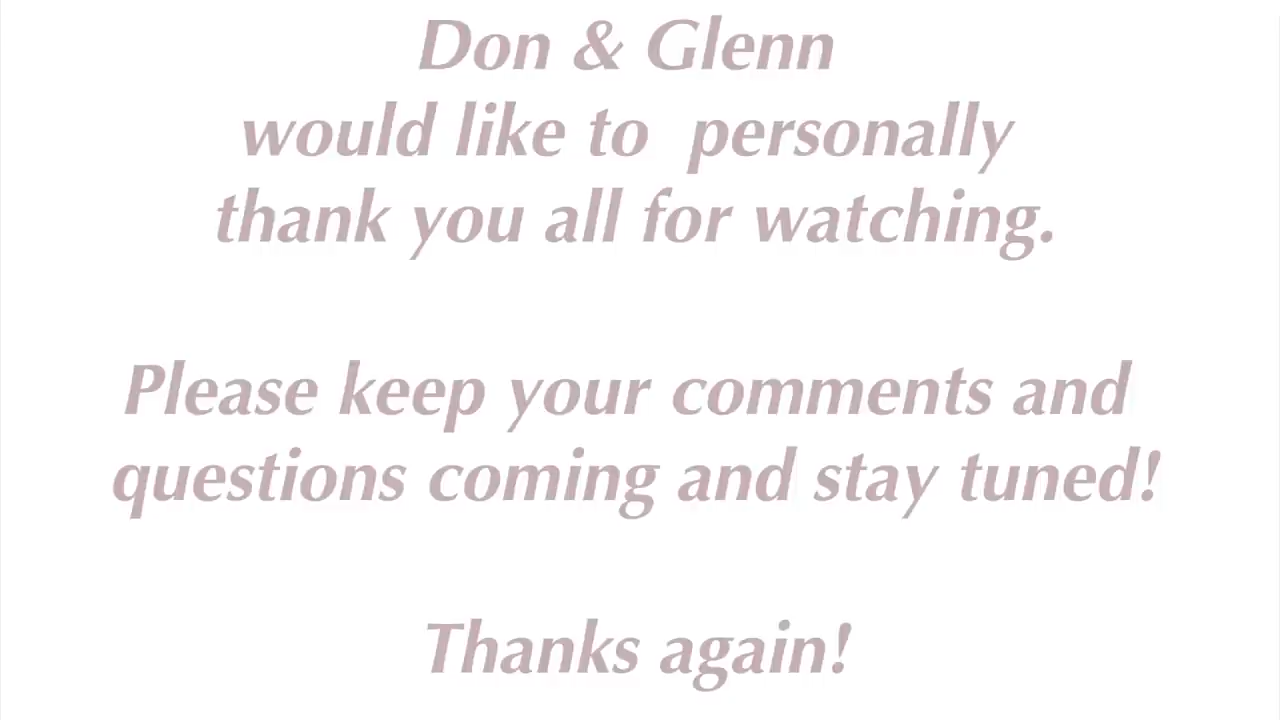 Don & Glenn
would like to  personally
thank you all for watching.
Please keep your comments and
questions coming and stay tuned!
Thanks again!